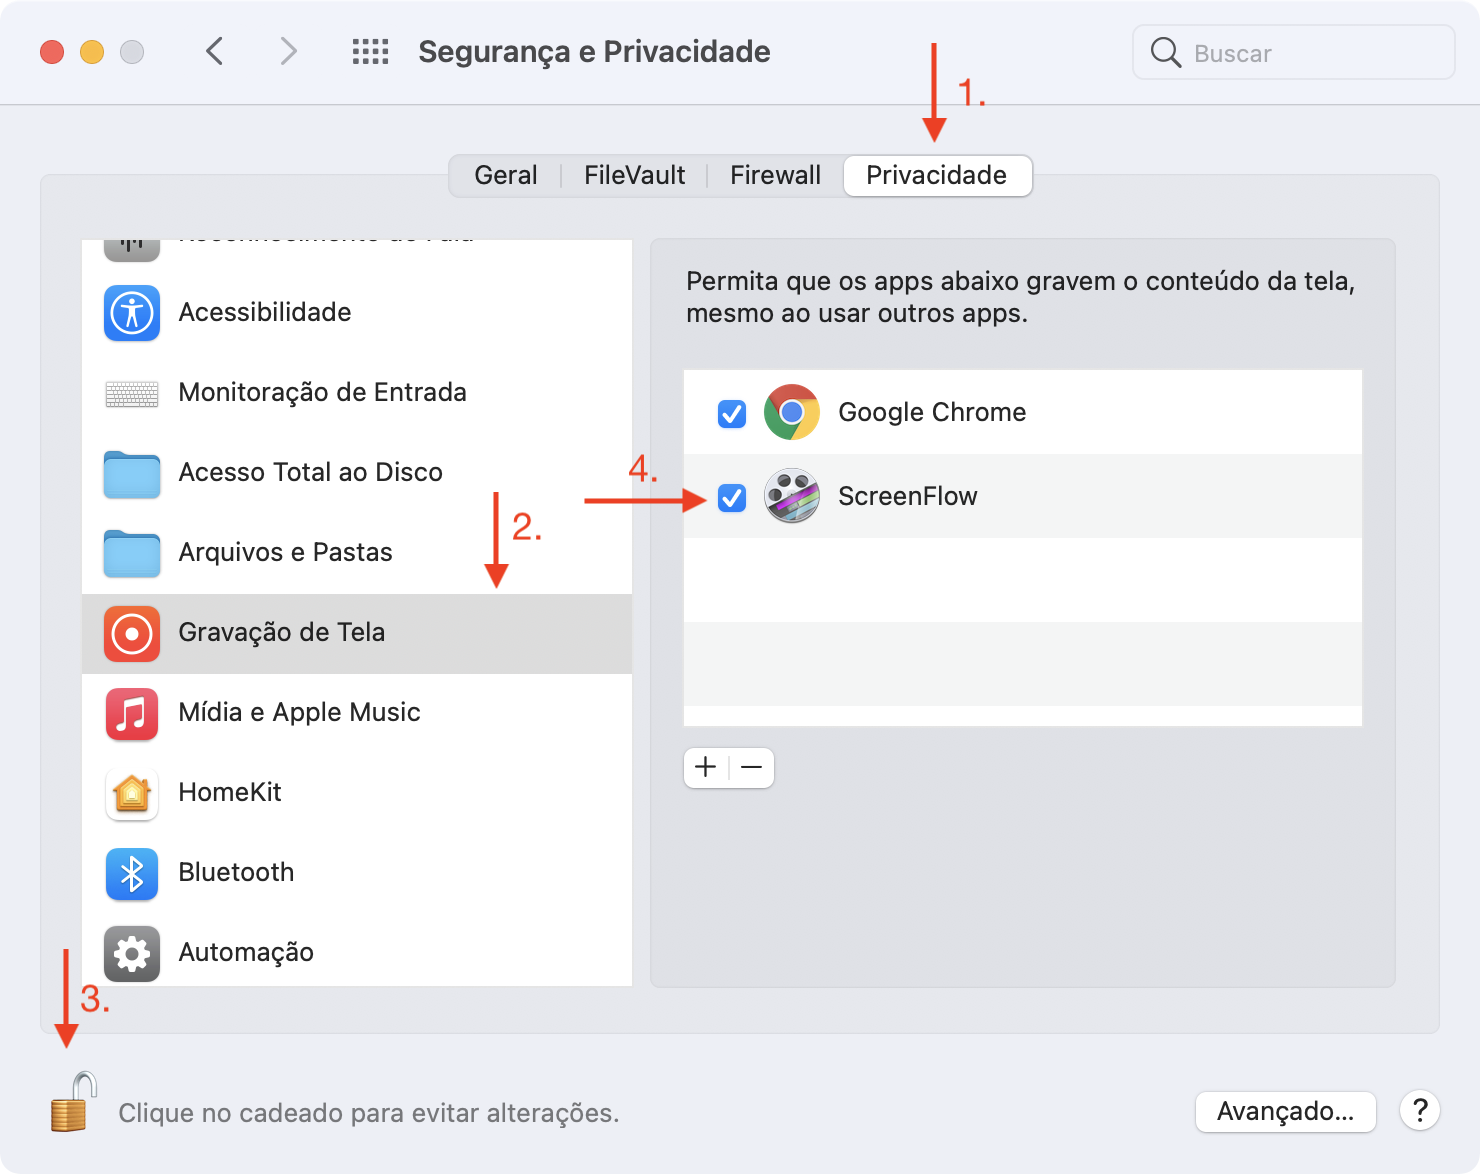 Segurança e Privacidade
Buscar
1.
Geral
FileVault
Firewall
Privacidade
Acessibilidade
Monitoração de Entrada
Acesso Total ao Disco
Arquivos e Pastas
2.
Gravação de Tela
Mídia e Apple Music
HomeKit
Bluetooth
Automação
Permita que os apps abaixo gravem o conteúdo da tela,
mesmo ao usar outros apps.
Google Chrome
4.
ScreenFlow
3.
Clique no cadeado para evitar alterações.
Avançado...
?